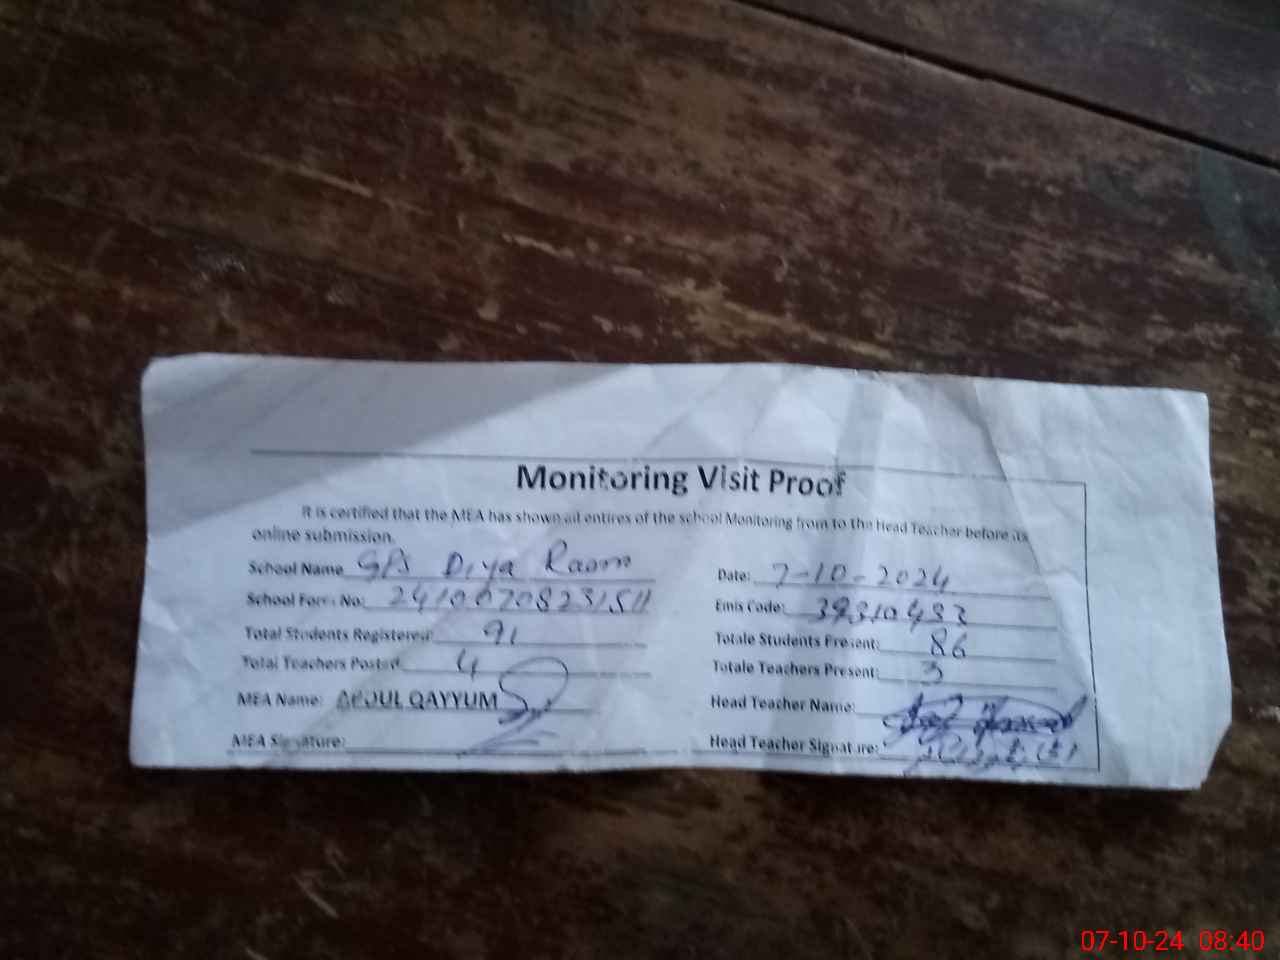 Monitoring Visit Proof
It is certified that the MEA has shown all entires of the school Monitoring from to the Head Teacher before its
online submission.
School Name GPS Diya Raam Date: 7-10-2024
School Form No: Emis Code:
Total Students Registered: 91 Totale Students Present: 86
Total Teachers Posted 4 Totale Teachers Present: 3
MEA Name: ABDUL QAYYUM Head Teacher Name:
MEA Signature: Head Teacher Signature:
07-10-24 08:40